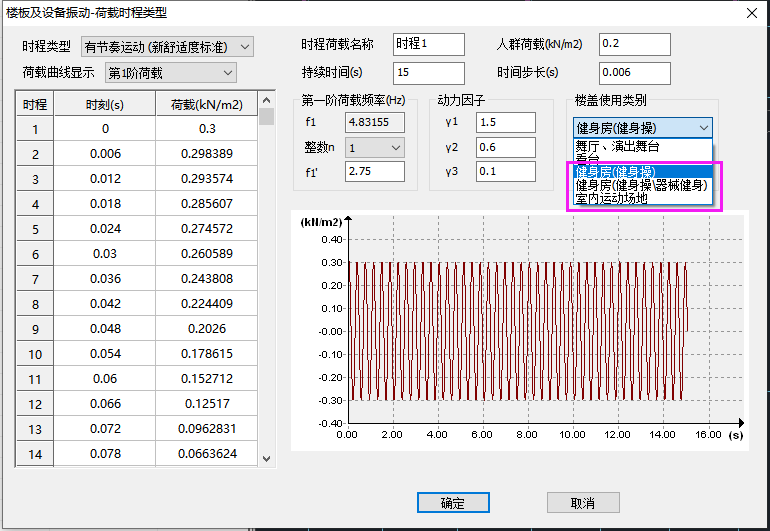 楼板及设备振动-荷载时程类型
时程类型 有节奏运动 (新舒适度标准)
时程荷载名称 时程1 人群荷载(kN/m2) 0.2
荷载曲线显示 第1阶荷载
持续时间(s) 15 时间步长(s) 0.006
时程 时刻(s) 荷载(kN/m2)
1 0 0.3
2 0.006 0.298389
3 0.012 0.293574
4 0.018 0.285607
5 0.024 0.274572
6 0.03 0.260589
7 0.036 0.243808
8 0.042 0.224409
9 0.048 0.2026
10 0.054 0.178615
11 0.06 0.152712
12 0.066 0.12517
13 0.072 0.0962831
14 0.078 0.0663624
第一阶荷载频率(Hz)
f1 4.83155
整数n 1
f1' 2.75
动力因子
γ1 1.5
γ2 0.6
γ3 0.1
楼盖使用类别
健身房(健身操)
舞厅、演出舞台
看台
健身房(健身操)
健身房(健身操\器械健身)
室内运动场地
(kN/m2)
0.40
0.30
0.20
0.10
-0.00
-0.10
-0.20
-0.30
-0.40
0.00 2.00 4.00 6.00 8.00 10.00 12.00 14.00 16.00 (s)
确定 取消